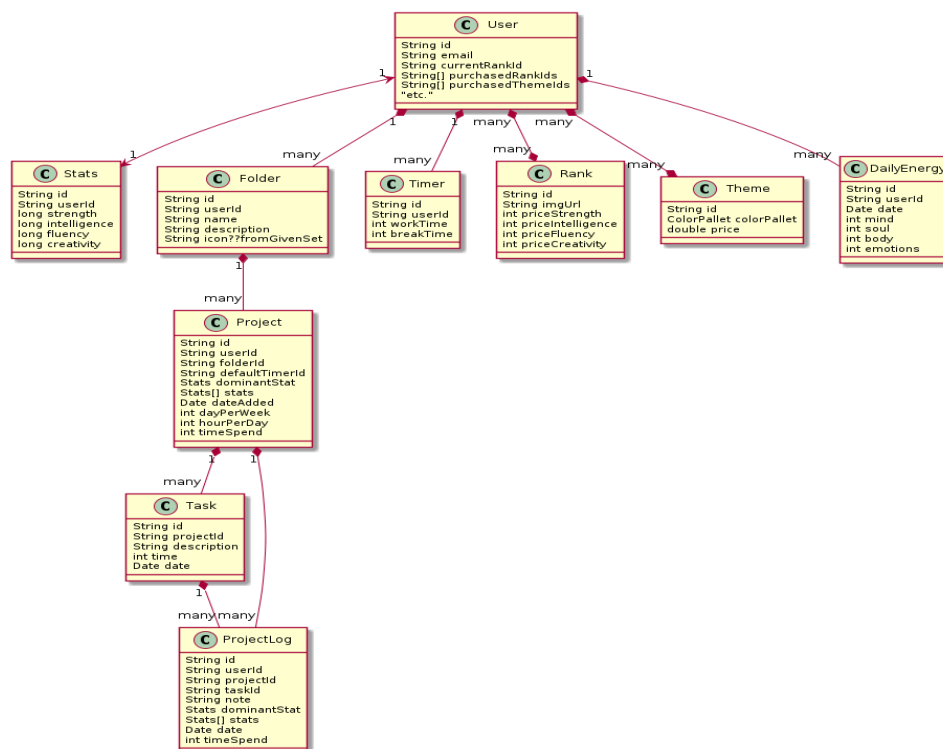 C User
String id
String email
String currentRankId
String[] purchasedRankIds
String[] purchasedThemeIds
"etc."
1
1
1
1
many
many
1
many
many
many
many
many
C Stats
String id
String userId
long strength
long intelligence
long fluency
long creativity
C Folder
String id
String userId
String name
String description
String icon??fromGivenSet
C Timer
String id
String userId
int workTime
int breakTime
C Rank
String id
String imgUrl
int priceStrength
int priceIntelligence
int priceFluency
int priceCreativity
C Theme
String id
ColorPallet colorPallet
double price
C DailyEnergy
String id
String userId
Date date
int mind
int soul
int body
int emotions
1
many
C Project
String id
String userId
String folderId
String defaultTimerId
Stats dominantStat
Stats[] stats
Date dateAdded
int dayPerWeek
int hourPerDay
int timeSpend
1
1
many
C Task
String id
String projectId
String description
int time
Date date
1
many
many
C ProjectLog
String id
String userId
String projectId
String taskId
String note
Stats dominantStat
Stats[] stats
Date date
int timeSpend